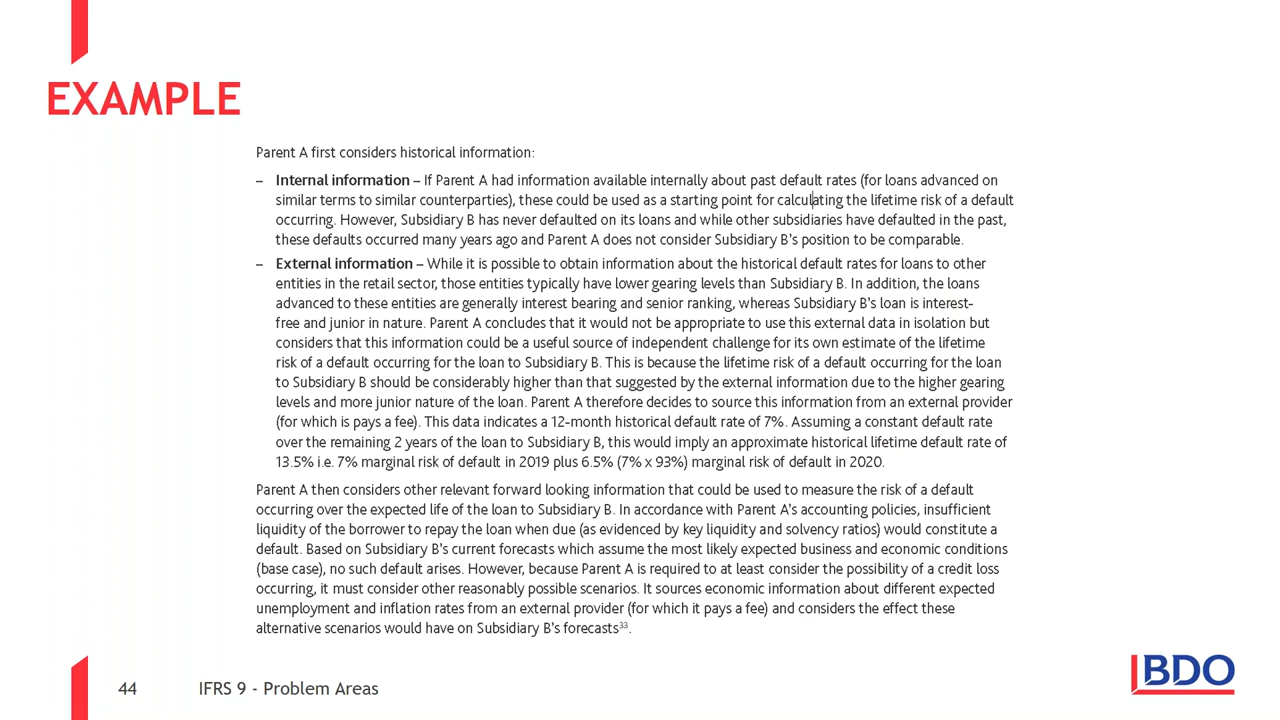 EXAMPLE
Parent A first considers historical information:
– Internal information – If Parent A had information available internally about past default rates (for loans advanced on
similar terms to similar counterparties), these could be used as a starting point for calculating the lifetime risk of a default
occurring. However, Subsidiary B has never defaulted on its loans and while other subsidiaries have defaulted in the past,
these defaults occurred many years ago and Parent A does not consider Subsidiary B's position to be comparable.
– External information – While it is possible to obtain information about the historical default rates for loans to other
entities in the retail sector, those entities typically have lower gearing levels than Subsidiary B. In addition, the loans
advanced to these entities are generally interest bearing and senior ranking, whereas Subsidiary B's loan is interest-
free and junior in nature. Parent A concludes that it would not be appropriate to use this external data in isolation but
considers that this information could be a useful source of independent challenge for its own estimate of the lifetime
risk of a default occurring for the loan to Subsidiary B. This is because the lifetime risk of a default occurring for the loan
to Subsidiary B should be considerably higher than that suggested by the external information due to the higher gearing
levels and more junior nature of the loan. Parent A therefore decides to source this information from an external provider
(for which is pays a fee). This data indicates a 12-month historical default rate of 7%. Assuming a constant default rate
over the remaining 2 years of the loan to Subsidiary B, this would imply an approximate historical lifetime default rate of
13.5% i.e. 7% marginal risk of default in 2019 plus 6.5% (7% x 93%) marginal risk of default in 2020.
Parent A then considers other relevant forward looking information that could be used to measure the risk of a default
occurring over the expected life of the loan to Subsidiary B. In accordance with Parent A's accounting policies, insufficient
liquidity of the borrower to repay the loan when due (as evidenced by key liquidity and solvency ratios) would constitute a
default. Based on Subsidiary B's current forecasts which assume the most likely expected business and economic conditions
(base case), no such default arises. However, because Parent A is required to at least consider the possibility of a credit loss
occurring, it must consider other reasonably possible scenarios. It sources economic information about different expected
unemployment and inflation rates from an external provider (for which it pays a fee) and considers the effect these
alternative scenarios would have on Subsidiary B's forecasts³³.
44 IFRS 9 - Problem Areas
BDO